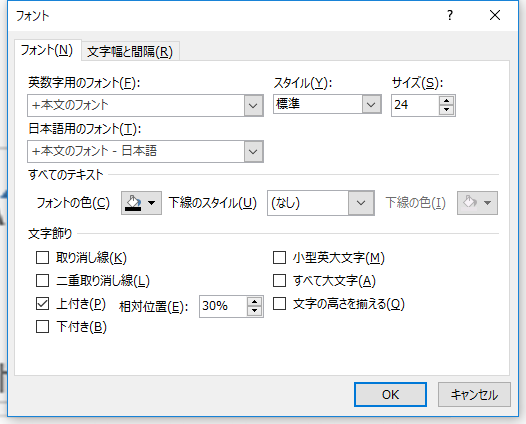 フォント
フォント(N) 文字幅と間隔(R)
英数字用のフォント(F): スタイル(Y): サイズ(S):
+本文のフォント 標準 24
日本語用のフォント(T):
+本文のフォント - 日本語
すべてのテキスト
フォントの色(C) 下線のスタイル(U) (なし) 下線の色(I)
文字飾り
取り消し線(K) 小型英大文字(M)
二重取り消し線(L) すべて大文字(A)
上付き(P) 相対位置(E): 30% 文字の高さを揃える(Q)
下付き(B)
OK キャンセル